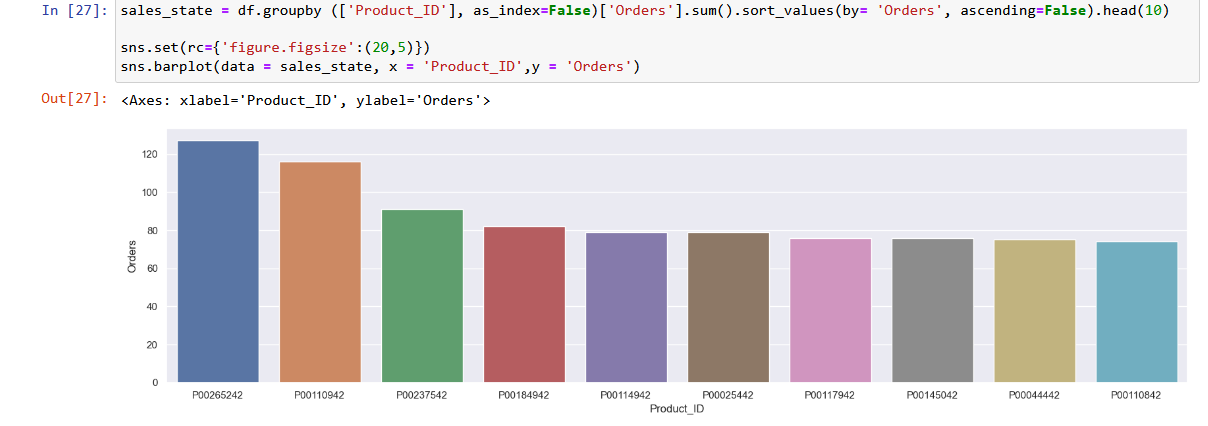 In [27]: sales_state = df.groupby (['Product_ID'], as_index=False)['Orders'].sum().sort_values(by= 'Orders', ascending=False).head(10)
sns.set(rc={'figure.figsize':(20,5)})
sns.barplot(data = sales_state, x = 'Product_ID',y = 'Orders')
Out[27]: <Axes: xlabel='Product_ID', ylabel='Orders'>
120
100
80
60
40
20
0
Orders
P00265242 P00110942 P00237542 P00184942 P00114942 P00025442 P00117942 P00145042 P00044442 P00110842
Product_ID